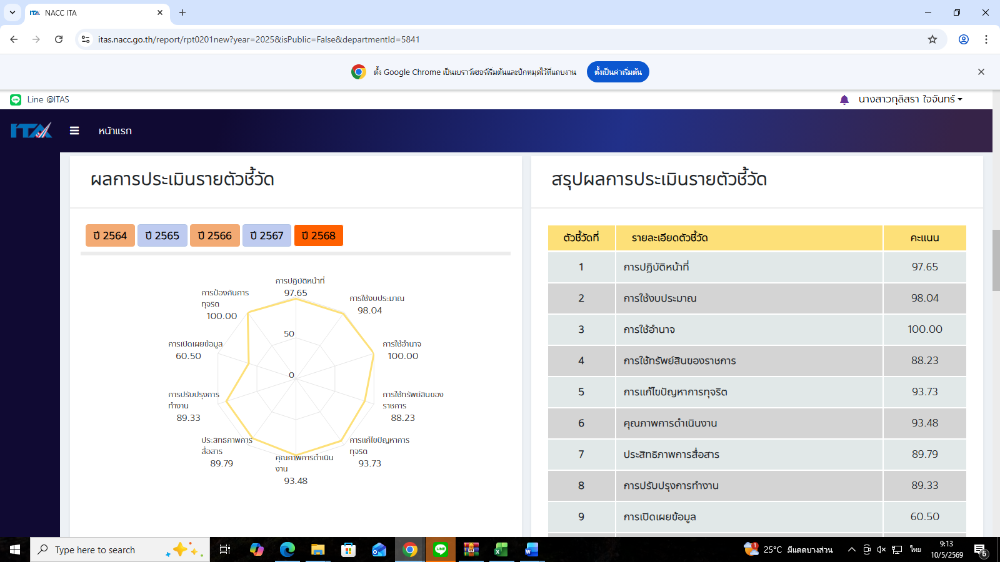 NACC ITA
itas.nacc.go.th/report/rpt0201new?year=2025&isPublic=False&departmentId=5841
ตั้ง Google Chrome เป็นเบราว์เซอร์เริ่มต้นและปักหมุดไว้ที่แถบงาน
ตั้งเป็นค่าเริ่มต้น
Line @ITAS
นางสาวกุลิสรา ใจจันทร์
ITA
หน้าแรก
ผลการประเมินรายตัวชี้วัด
ปี 2564 ปี 2565 ปี 2566 ปี 2567 ปี 2568
การปฏิบัติหน้าที่
97.65
การใช้งบประมาณ
98.04
การใช้อำนาจ
100.00
การใช้ทรัพย์สินของ
ราชการ
88.23
การแก้ไขปัญหาการ
ทุจริต
93.73
คุณภาพการดำเนิน
งาน
93.48
ประสิทธิภาพการ
สื่อสาร
89.79
การปรับปรุงการ
ทำงาน
89.33
การเปิดเผยข้อมูล
60.50
การป้องกันการ
ทุจริต
100.00
50
0
สรุปผลการประเมินรายตัวชี้วัด
ตัวชี้วัดที่ รายละเอียดตัวชี้วัด คะแนน
1 การปฏิบัติหน้าที่ 97.65
2 การใช้งบประมาณ 98.04
3 การใช้อำนาจ 100.00
4 การใช้ทรัพย์สินของราชการ 88.23
5 การแก้ไขปัญหาการทุจริต 93.73
6 คุณภาพการดำเนินงาน 93.48
7 ประสิทธิภาพการสื่อสาร 89.79
8 การปรับปรุงการทำงาน 89.33
9 การเปิดเผยข้อมูล 60.50
Type here to search
1
25°C มีแดดบางส่วน
ไทย
9:13
10/5/2569
6